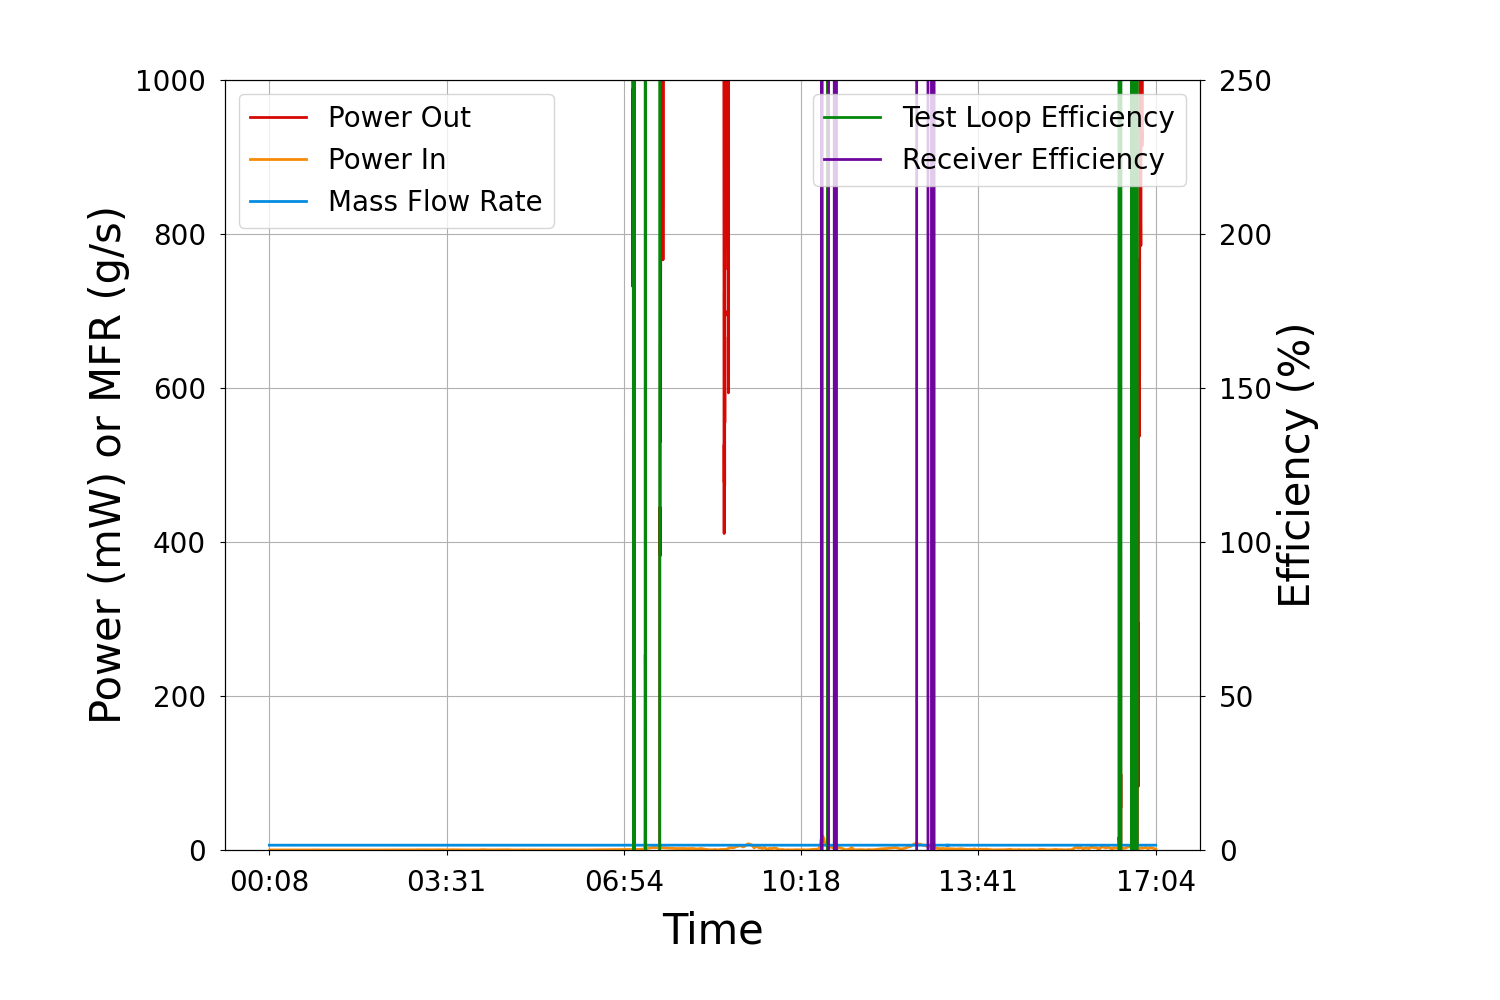 1000
800
600
400
200
0
Power (mW) or MFR (g/s)
Power Out
Power In
Mass Flow Rate
Test Loop Efficiency
Receiver Efficiency
250
200
150
100
50
0
Efficiency (%)
00:08 03:31 06:54 10:18 13:41 17:04
Time